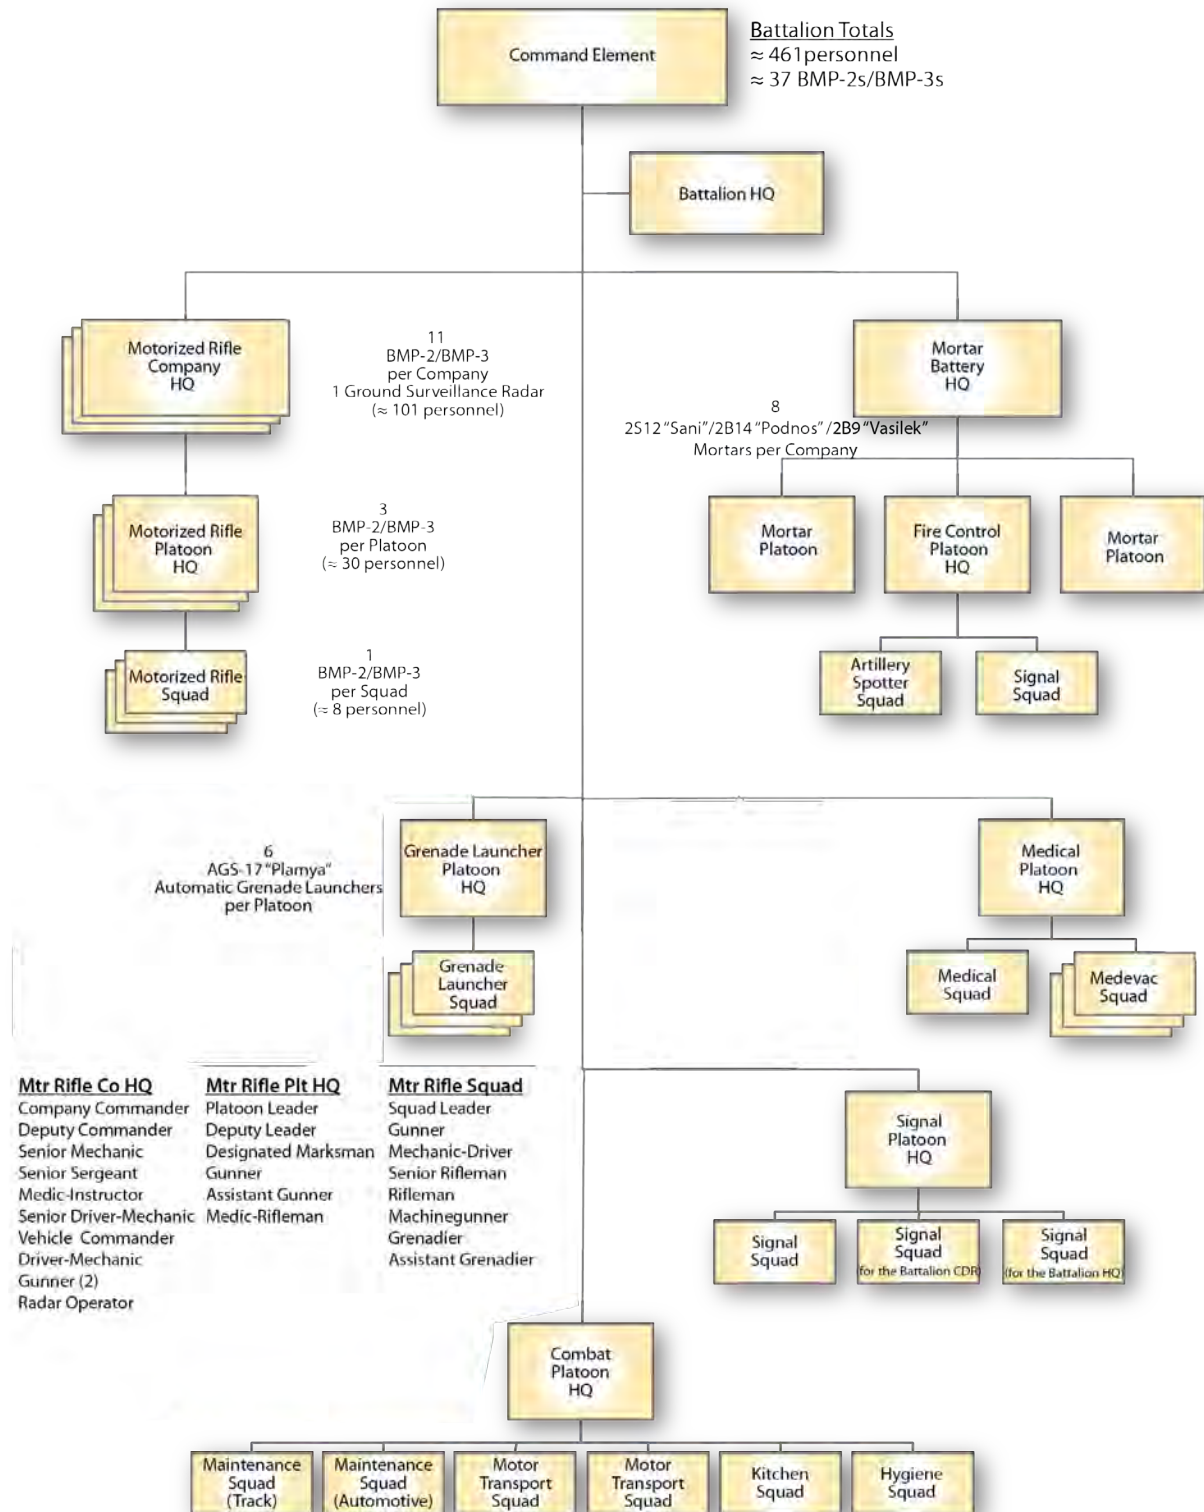 Command Element
Battalion Totals
≈ 461personnel
≈ 37 BMP-2s/BMP-3s
Battalion HQ
Motorized Rifle
Company
HQ
11
BMP-2/BMP-3
per Company
1 Ground Surveillance Radar
(≈ 101 personnel)
Mortar
Battery
HQ
8
2S12 "Sani"/2B14 "Podnos"/2B9 "Vasilek"
Mortars per Company
Motorized Rifle
Platoon
HQ
3
BMP-2/BMP-3
per Platoon
(≈ 30 personnel)
Mortar
Platoon
Fire Control
Platoon
HQ
Mortar
Platoon
Motorized Rifle
Squad
1
BMP-2/BMP-3
per Squad
(≈ 8 personnel)
Artillery
Spotter
Squad
Signal
Squad
6
AGS-17 "Plamya"
Automatic Grenade Launchers
per Platoon
Grenade Launcher
Platoon
HQ
Medical
Platoon
HQ
Grenade
Launcher
Squad
Medical
Squad
Medevac
Squad
Mtr Rifle Co HQ
Company Commander
Deputy Commander
Senior Mechanic
Senior Sergeant
Medic-Instructor
Senior Driver-Mechanic
Vehicle Commander
Driver-Mechanic
Gunner (2)
Radar Operator
Mtr Rifle Plt HQ
Platoon Leader
Deputy Leader
Designated Marksman
Gunner
Assistant Gunner
Medic-Rifleman
Mtr Rifle Squad
Squad Leader
Gunner
Mechanic-Driver
Senior Rifleman
Rifleman
Machinegunner
Grenadier
Assistant Grenadier
Signal
Platoon
HQ
Signal
Squad
Signal
Squad
(for the Battalion CDR)
Signal
Squad
(for the Battalion HQ)
Combat
Platoon
HQ
Maintenance
Squad
(Track)
Maintenance
Squad
(Automotive)
Motor
Transport
Squad
Motor
Transport
Squad
Kitchen
Squad
Hygiene
Squad